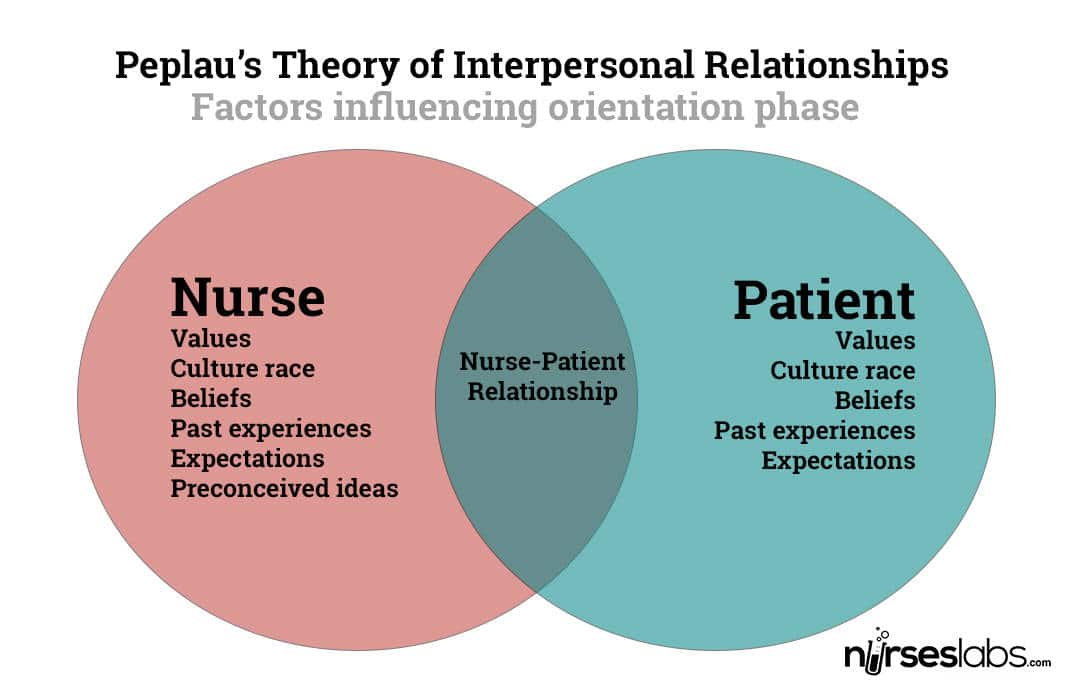 Peplau’s Theory of Interpersonal Relationships
Factors influencing orientation phase
Nurse
Values
Culture race
Beliefs
Past experiences
Expectations
Preconceived ideas
Nurse-Patient
Relationship
Patient
Values
Culture race
Beliefs
Past experiences
Expectations
nurseslabs.com